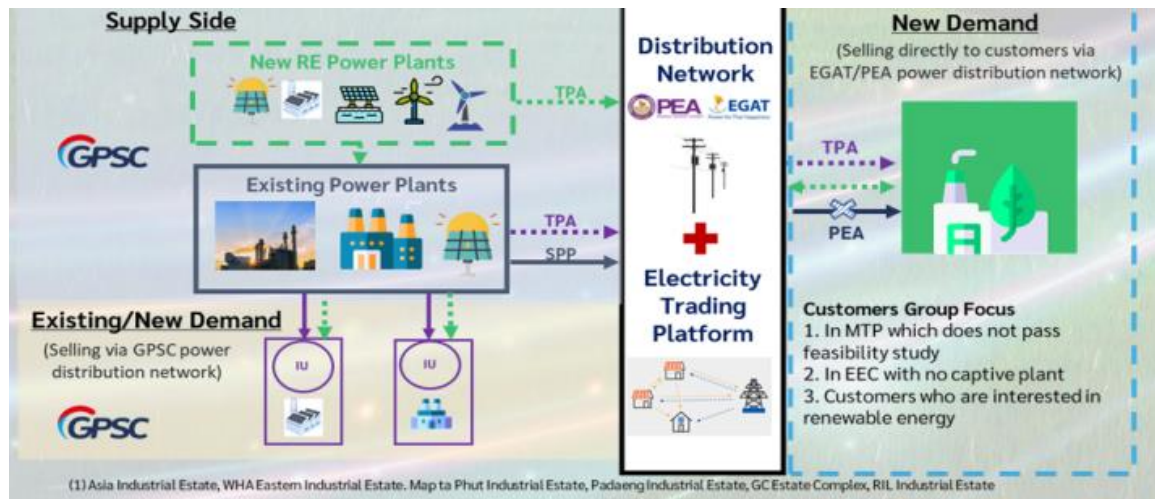 Supply Side
New RE Power Plants
TPA
GPSC
Existing Power Plants
TPA
SPP
Existing/New Demand
(Selling via GPSC power
distribution network)
IU
IU
GPSC
Distribution
Network
PEA
EGAT
Electricity
Trading
Platform
New Demand
(Selling directly to customers via
EGAT/PEA power distribution network)
TPA
PEA
Customers Group Focus
1. In MTP which does not pass
feasibility study
2. In EEC with no captive plant
3. Customers who are interested in
renewable energy
(1) Asia Industrial Estate, WHA Eastern Industrial Estate. Map ta Phut Industrial Estate, Padaeng Industrial Estate, GC Estate Complex, RIL Industrial Estate